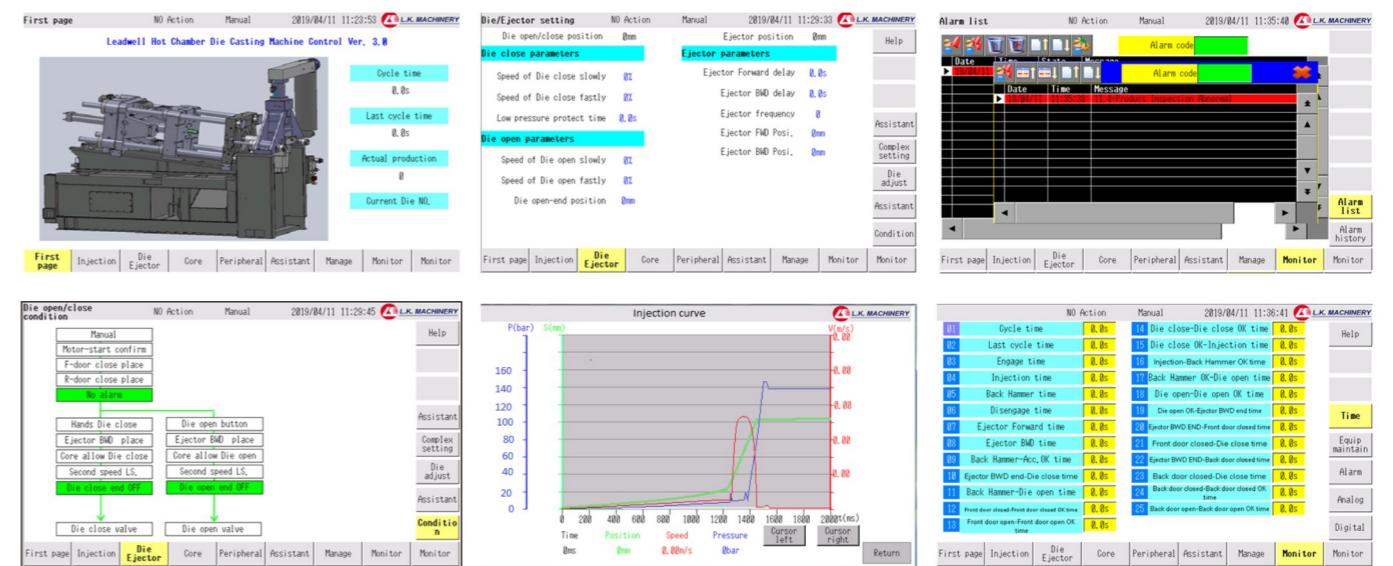 First page NO Action Manual 2019/04/11 11:23:53 L.K. MACHINERY
Leadwell Hot Chamber Die Casting Machine Control Ver. 3.0
Cycle time
0.0s
Last cycle time
0.0s
Actual production
0
Current Die NO.
First page Injection Die Ejector Core Peripheral Assistant Manage Monitor Monitor
Die/Ejector setting NO Action Manual 2019/04/11 11:29:33 L.K. MACHINERY
Die open/close position 0mm Ejector position 0mm Help
Die close parameters Ejector parameters
Speed of Die close slowly 0% Ejector Forward delay 0.0s
Speed of Die close fastly 0% Ejector BWD delay 0.0s
Low pressure protect time 0.0s Ejector frequency 0
Die open parameters Ejector FWD Posi. 0mm
Speed of Die open slowly 0% Ejector BWD Posi. 0mm
Speed of Die open fastly 0%
Die open-end position 0mm
Assistant
Complex setting
Die adjust
Assistant
Condition
First page Injection Die Ejector Core Peripheral Assistant Manage Monitor Monitor
Alarm list NO Action Manual 2019/04/11 11:35:40 L.K. MACHINERY
Alarm code
Date Time State Message
Alarm code
Date Time Message
19/04/11 11:35:38 Product Inspection Abnormal
Alarm list
Alarm history
First page Injection Die Ejector Core Peripheral Assistant Manage Monitor Monitor
Die open/close condition NO Action Manual 2019/04/11 11:29:45 L.K. MACHINERY
Manual
Motor-start confirm
F-door close place
R-door close place
No alarm
Hands Die close Die open button
Ejector BWD place Ejector BWD place
Core allow Die close Core allow Die open
Second speed LS. Second speed LS.
Die close end OFF Die open end OFF
Die close valve Die open valve
Help
Assistant
Complex setting
Die adjust
Assistant
Condition
First page Injection Die Ejector Core Peripheral Assistant Manage Monitor Monitor
Injection curve L.K. MACHINERY
P(bar) S(mm) V(m/s)
0.00
160 0.00
140
120 0.00
100
80 0.00
60
40 0.00
20
0
0 200 400 600 800 1000 1200 1400 1600 1800 2000t(ms)
Time Position Speed Pressure Cursor left Cursor right
0ms 0mm 0.00m/s 0bar Return
NO Action Manual 2019/04/11 11:36:41 L.K. MACHINERY
01 Cycle time 0.0s 14 Die close-Die close OK time 0.0s
02 Last cycle time 0.0s 15 Die close OK-Injection time 0.0s
03 Engage time 0.0s 16 Injection-Back Hammer OK time 0.0s
04 Injection time 0.0s 17 Back Hammer OK-Die open time 0.0s
05 Back Hammer time 0.0s 18 Die open-Die open OK time 0.0s
06 Disengage time 0.0s 19 Die open OK-Ejector BWD end time 0.0s
07 Ejector Forward time 0.0s 20 Ejector BWD END-Front door closed time 0.0s
08 Ejector BWD time 0.0s 21 Front door closed-Die close time 0.0s
09 Back Hammer-Acc.OK time 0.0s 22 Ejector BWD END-Back door closed time 0.0s
10 Ejector BWD end-Die close time 0.0s 23 Back door closed-Die close time 0.0s
11 Back Hammer-Die open time 0.0s 24 Back door closed-Back door closed OK time 0.0s
12 Front door closed-Front door closed OK time 0.0s 25 Back door open-Back door open OK time 0.0s
13 Front door open-Front door open OK time 0.0s
Help
Time
Equip maintain
Alarm
Analog
Digital
First page Injection Die Ejector Core Peripheral Assistant Manage Monitor Monitor